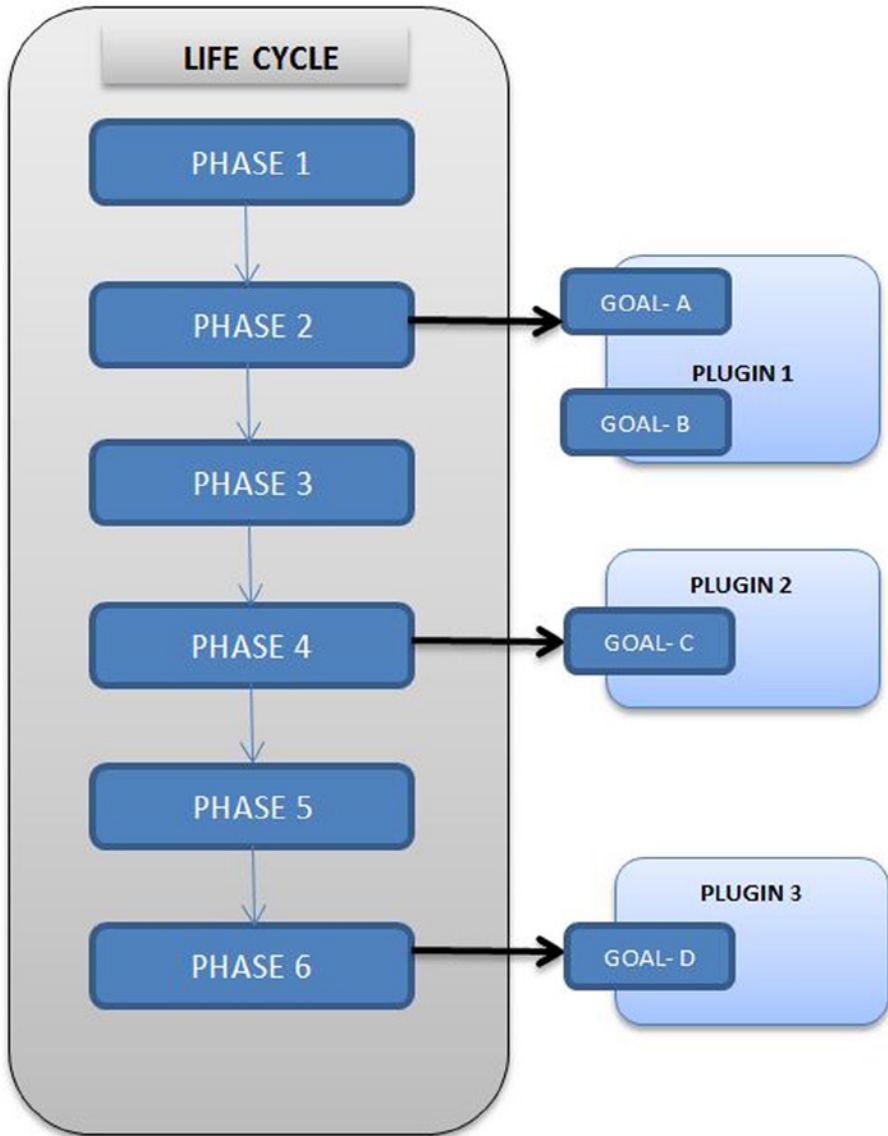 LIFE CYCLE
PHASE 1
PHASE 2
PHASE 3
PHASE 4
PHASE 5
PHASE 6
GOAL- A
PLUGIN 1
GOAL- B
PLUGIN 2
GOAL- C
PLUGIN 3
GOAL- D